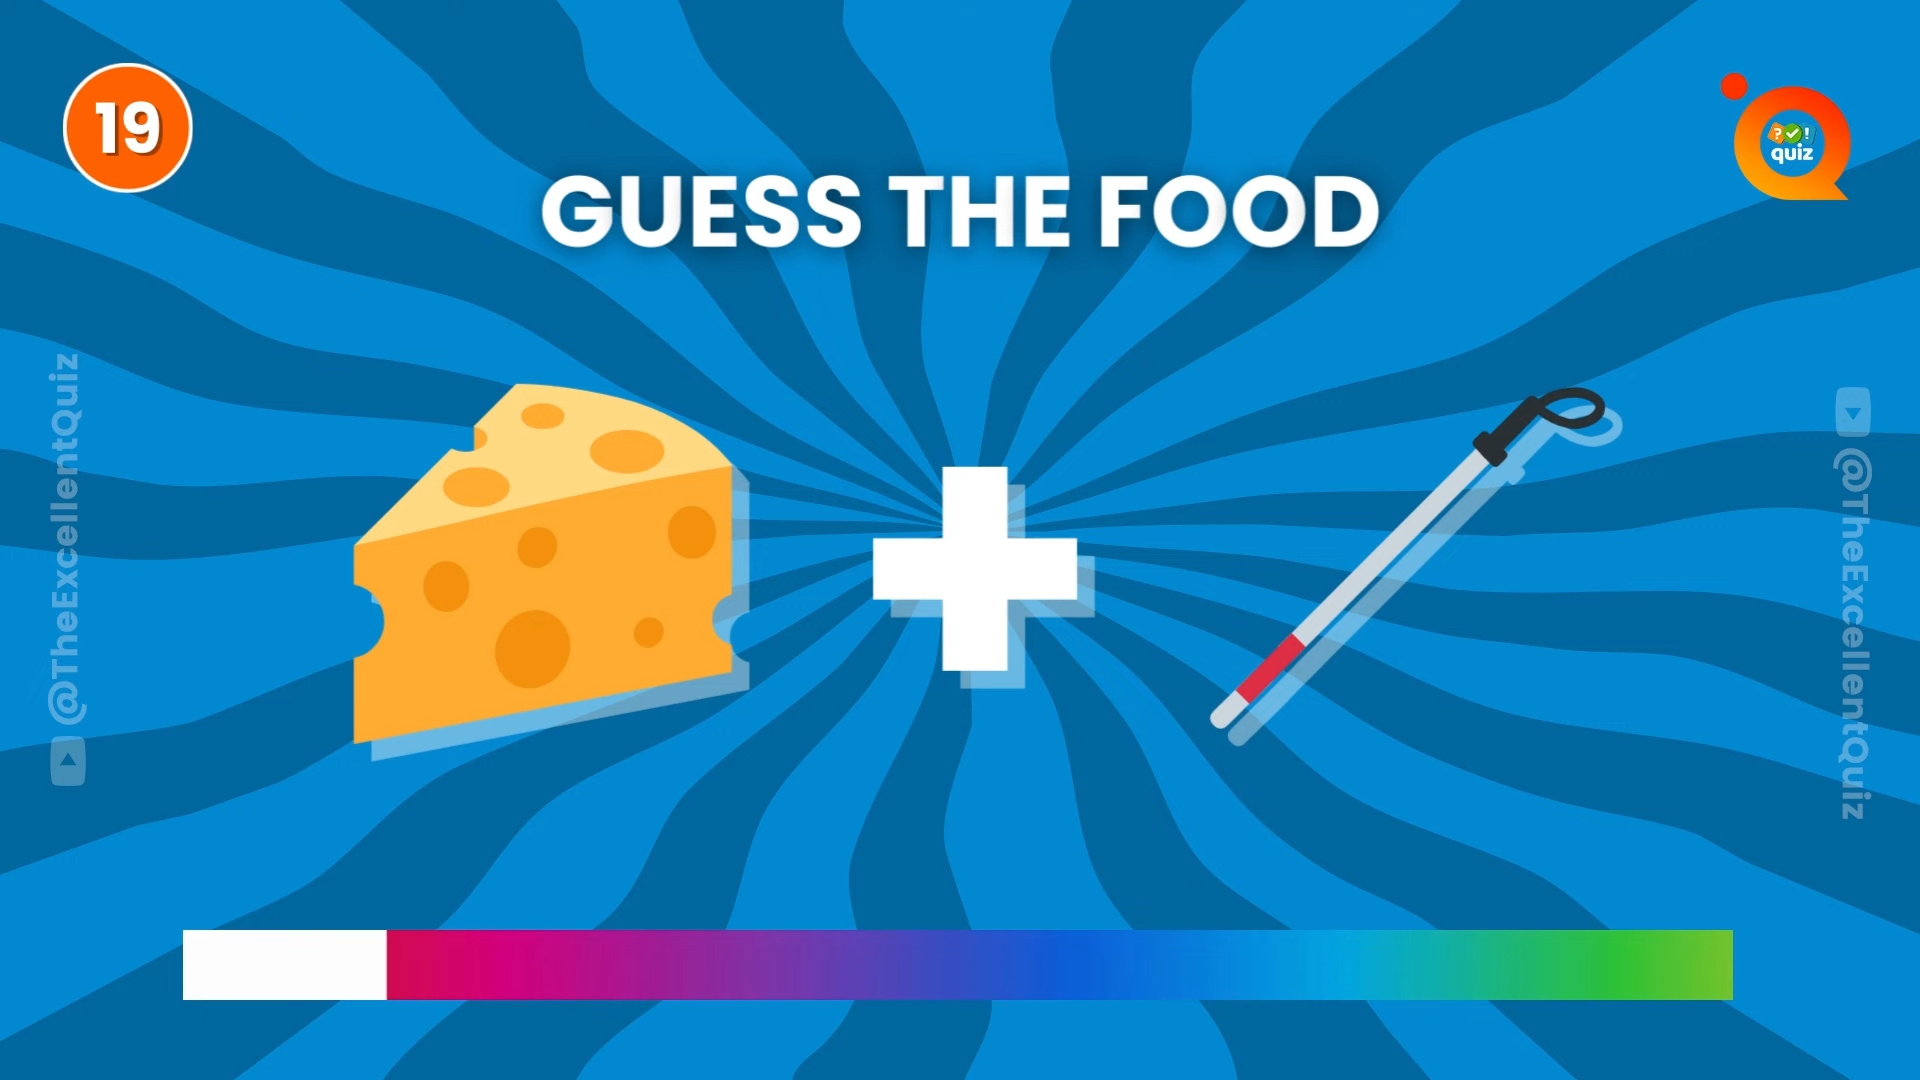 19
? !
quiz
GUESS THE FOOD
@TheExcellentQuiz
@TheExcellentQuiz